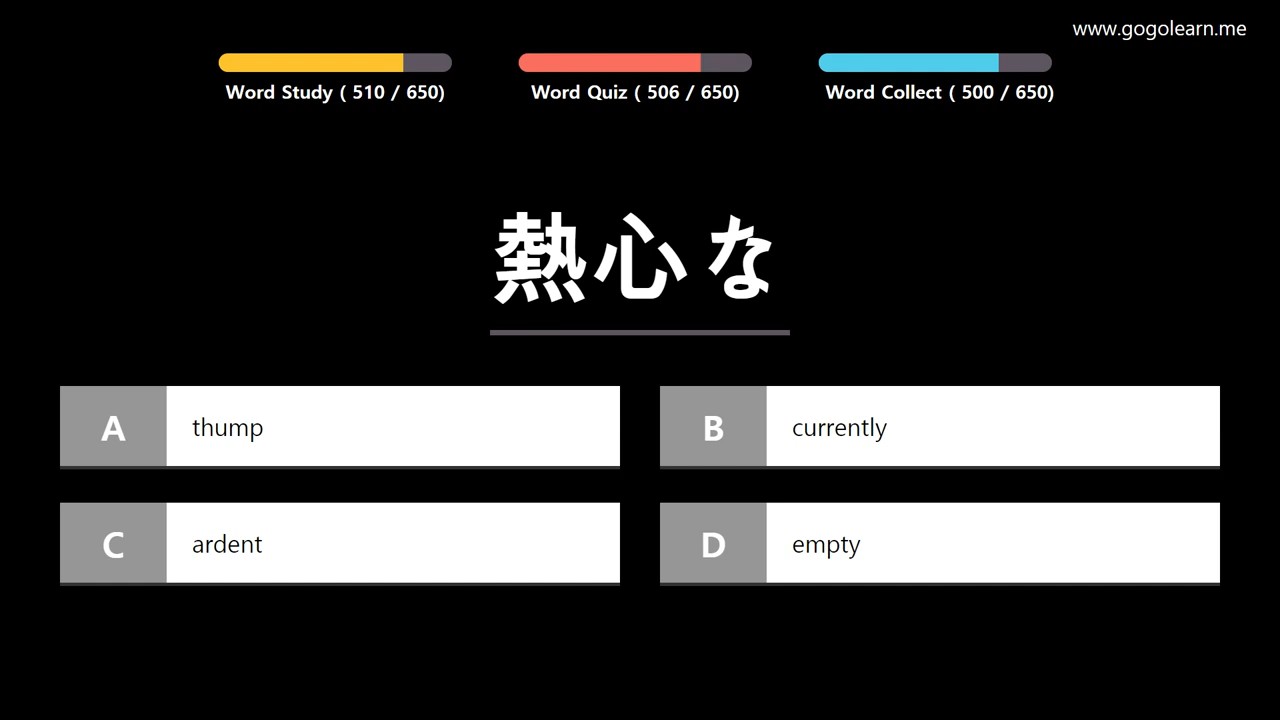 www.gogolearn.me
Word Study ( 510 / 650)
Word Quiz ( 506 / 650)
Word Collect ( 500 / 650)
熱心な
A thump
B currently
C ardent
D empty